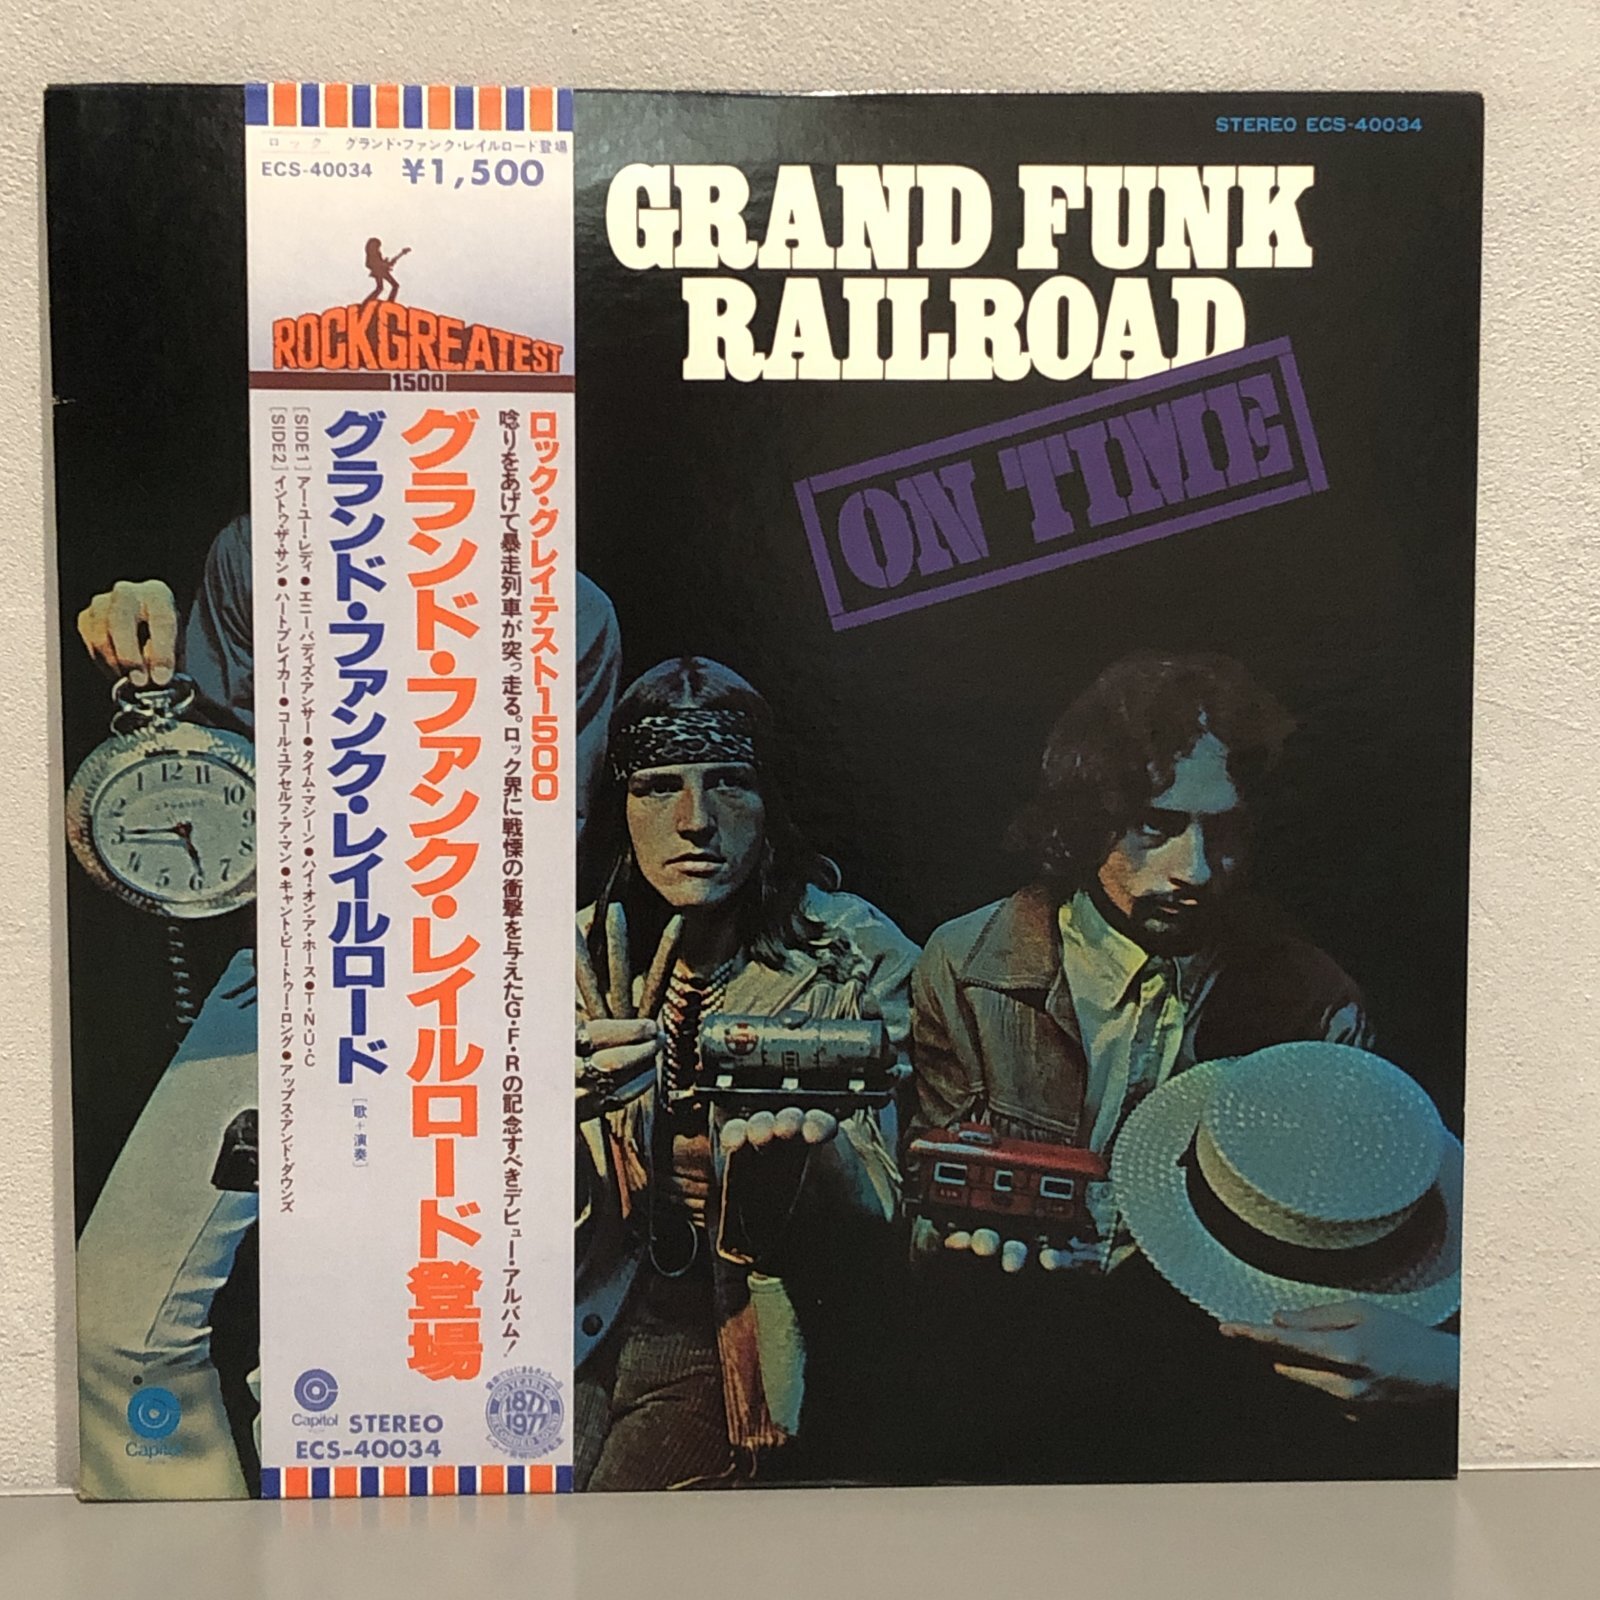 STEREO ECS-40034
GRAND FUNK
RAILROAD
ON TIME
ロック グランド・ファンク・レイルロード登場
ECS-40034 ¥1,500
ROCK GREATEST
1500
ロック・グレイテスト1500
唸りをあげて暴走列車が突っ走る。ロック界に戦慄の衝撃を与えたG・F・Rの記念すべきデビュー・アルバム！
グランド・ファンク・レイルロード登場
グランド・ファンク・レイルロード [歌+演奏]
[SIDE1] アー・ユー・レディ●エニーバディズ・アンサー●タイム・マシーン●ハイ・オン・ア・ホース●T・N・U・C
[SIDE2] イントゥ・ザ・サン●ハートブレイカー●コール・ユアセルフ・ア・マン●キャント・ビー・トゥー・ロング●アップス・アンド・ダウンズ
Capitol STEREO
ECS-40034
1877
1977
Capitol
12 11 10 9 8 7 6 5 3